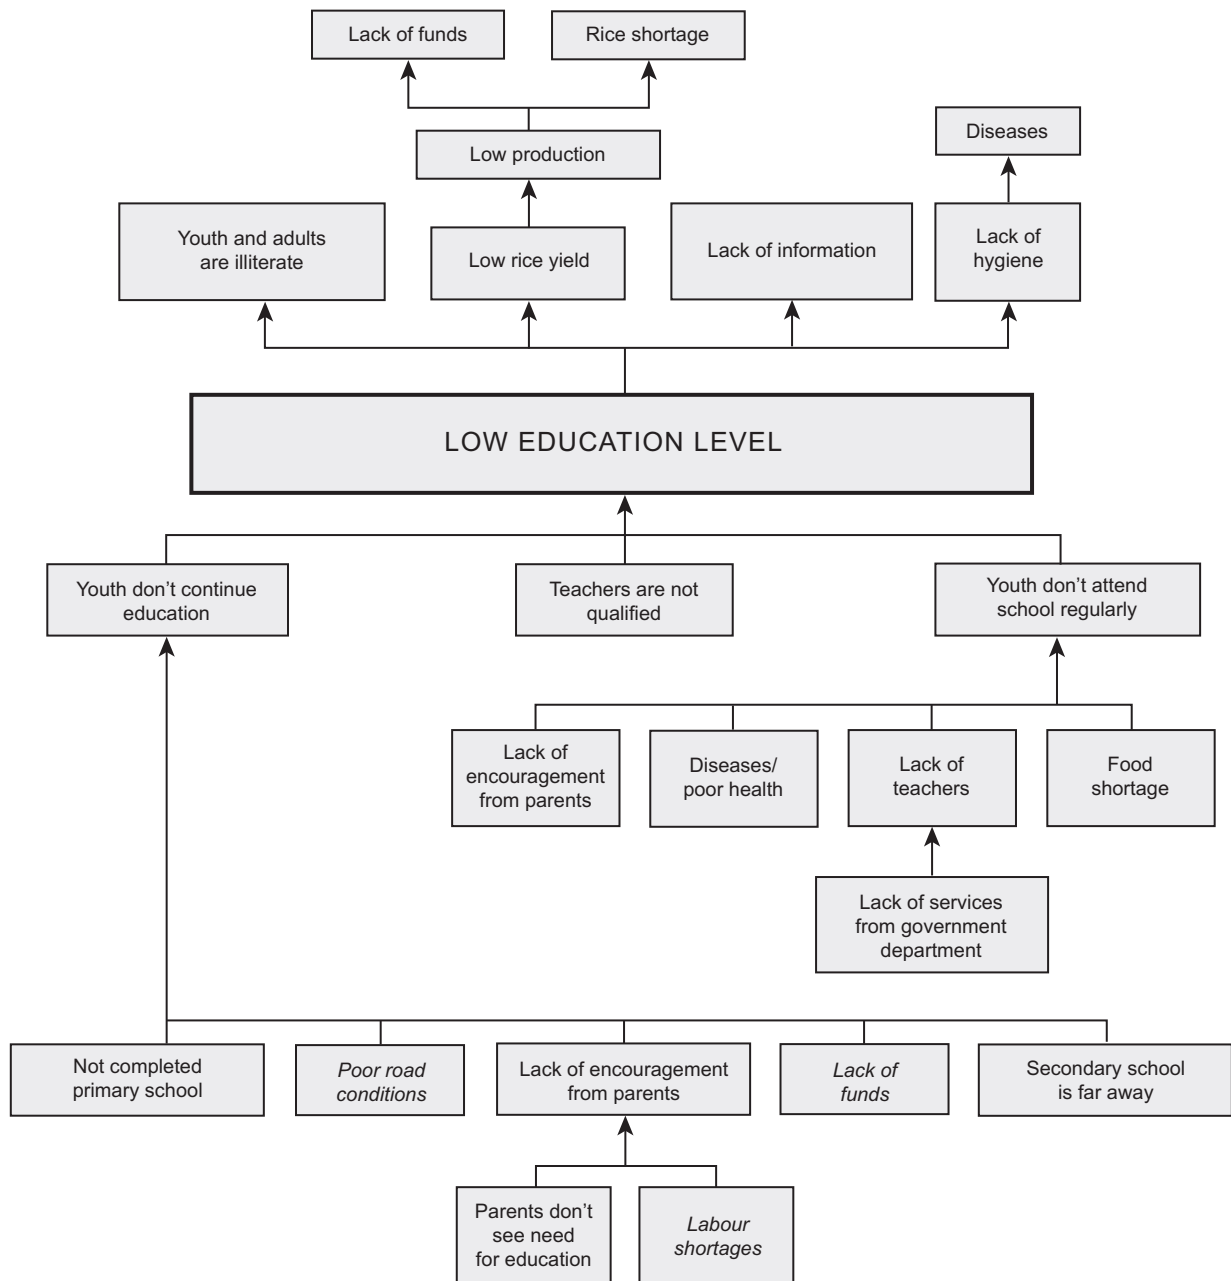 Lack of funds
Rice shortage
Low production
Diseases
Youth and adults
are illiterate
Low rice yield
Lack of information
Lack of
hygiene
LOW EDUCATION LEVEL
Youth don’t continue
education
Teachers are not
qualified
Youth don’t attend
school regularly
Lack of
encouragement
from parents
Diseases/
poor health
Lack of
teachers
Food
shortage
Lack of services
from government
department
Not completed
primary school
Poor road
conditions
Lack of encouragement
from parents
Lack of
funds
Secondary school
is far away
Parents don’t
see need
for education
Labour
shortages